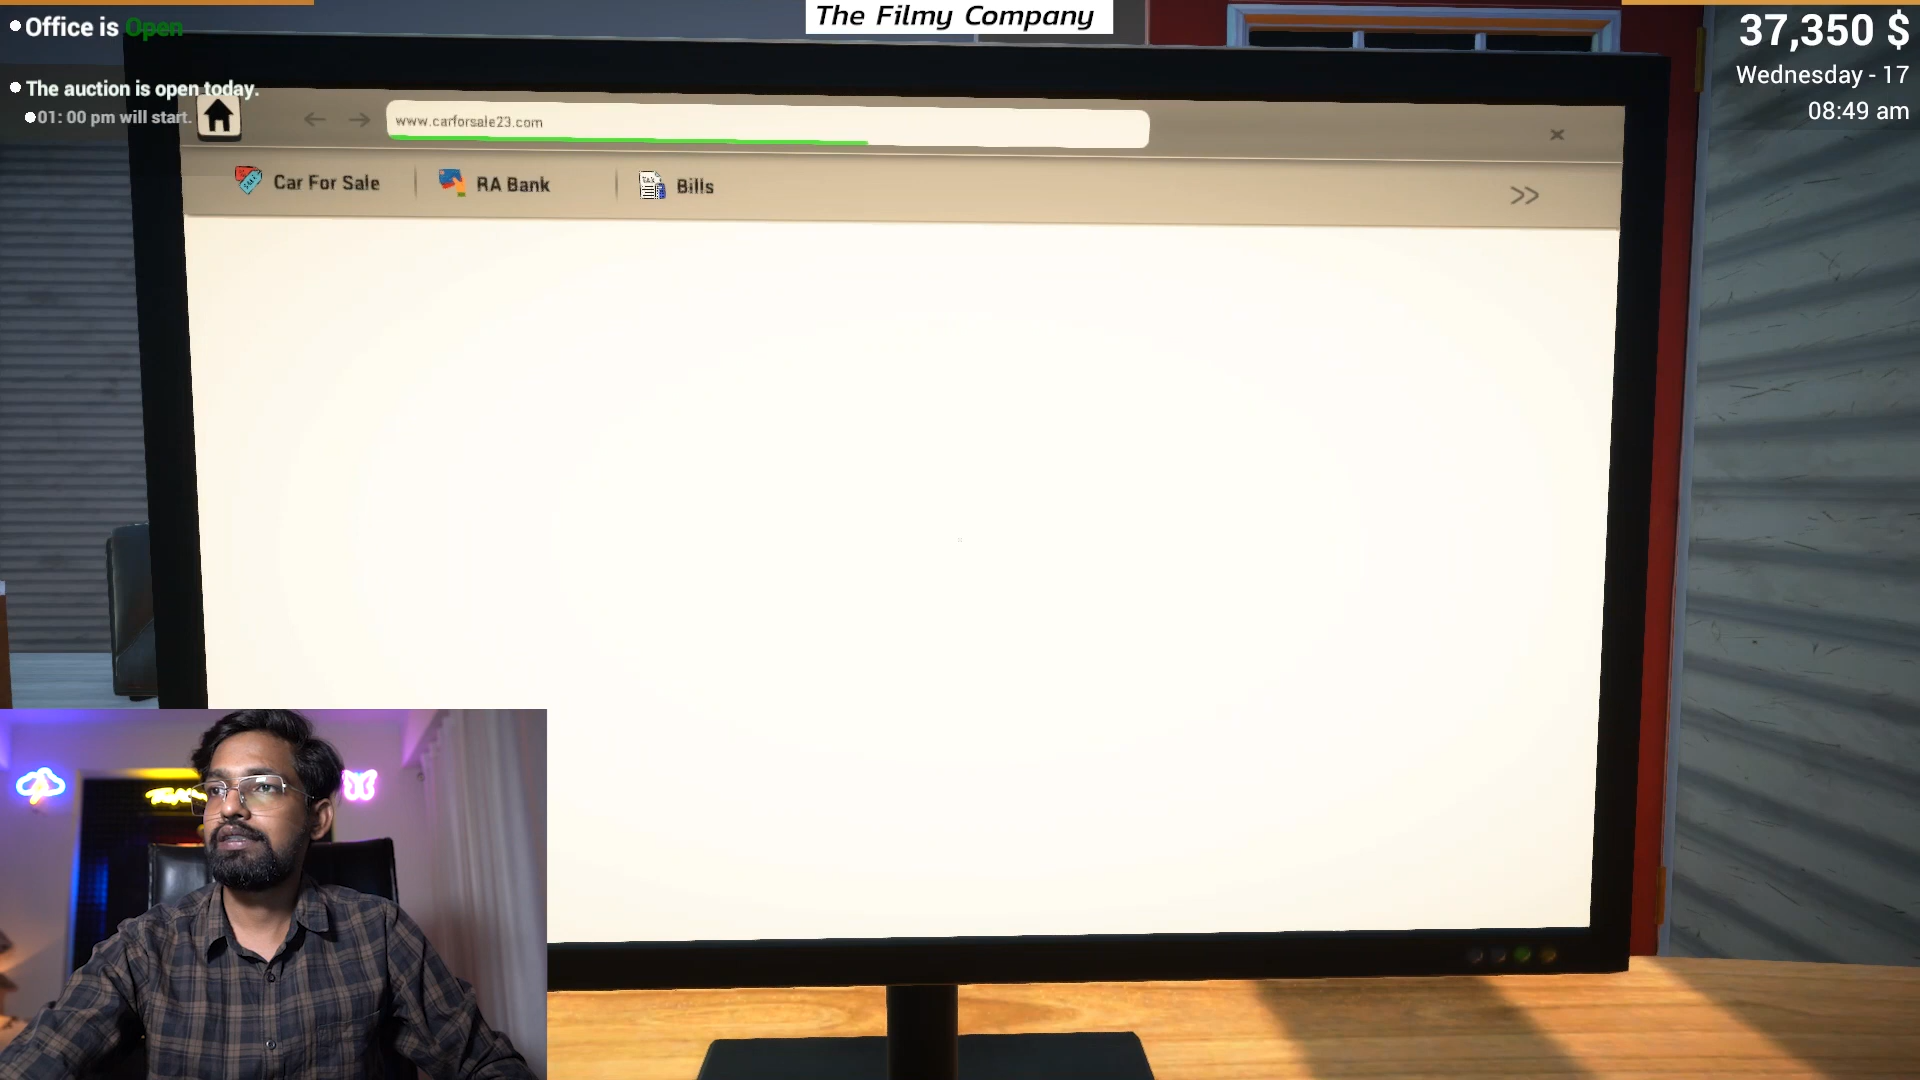 Office is Open
The Filmy Company
37,350 $
Wednesday - 17
08:49 am
The auction is open today.
01: 00 pm will start.
www.carforsale23.com
×
Car For Sale
RA Bank
Bills
>>